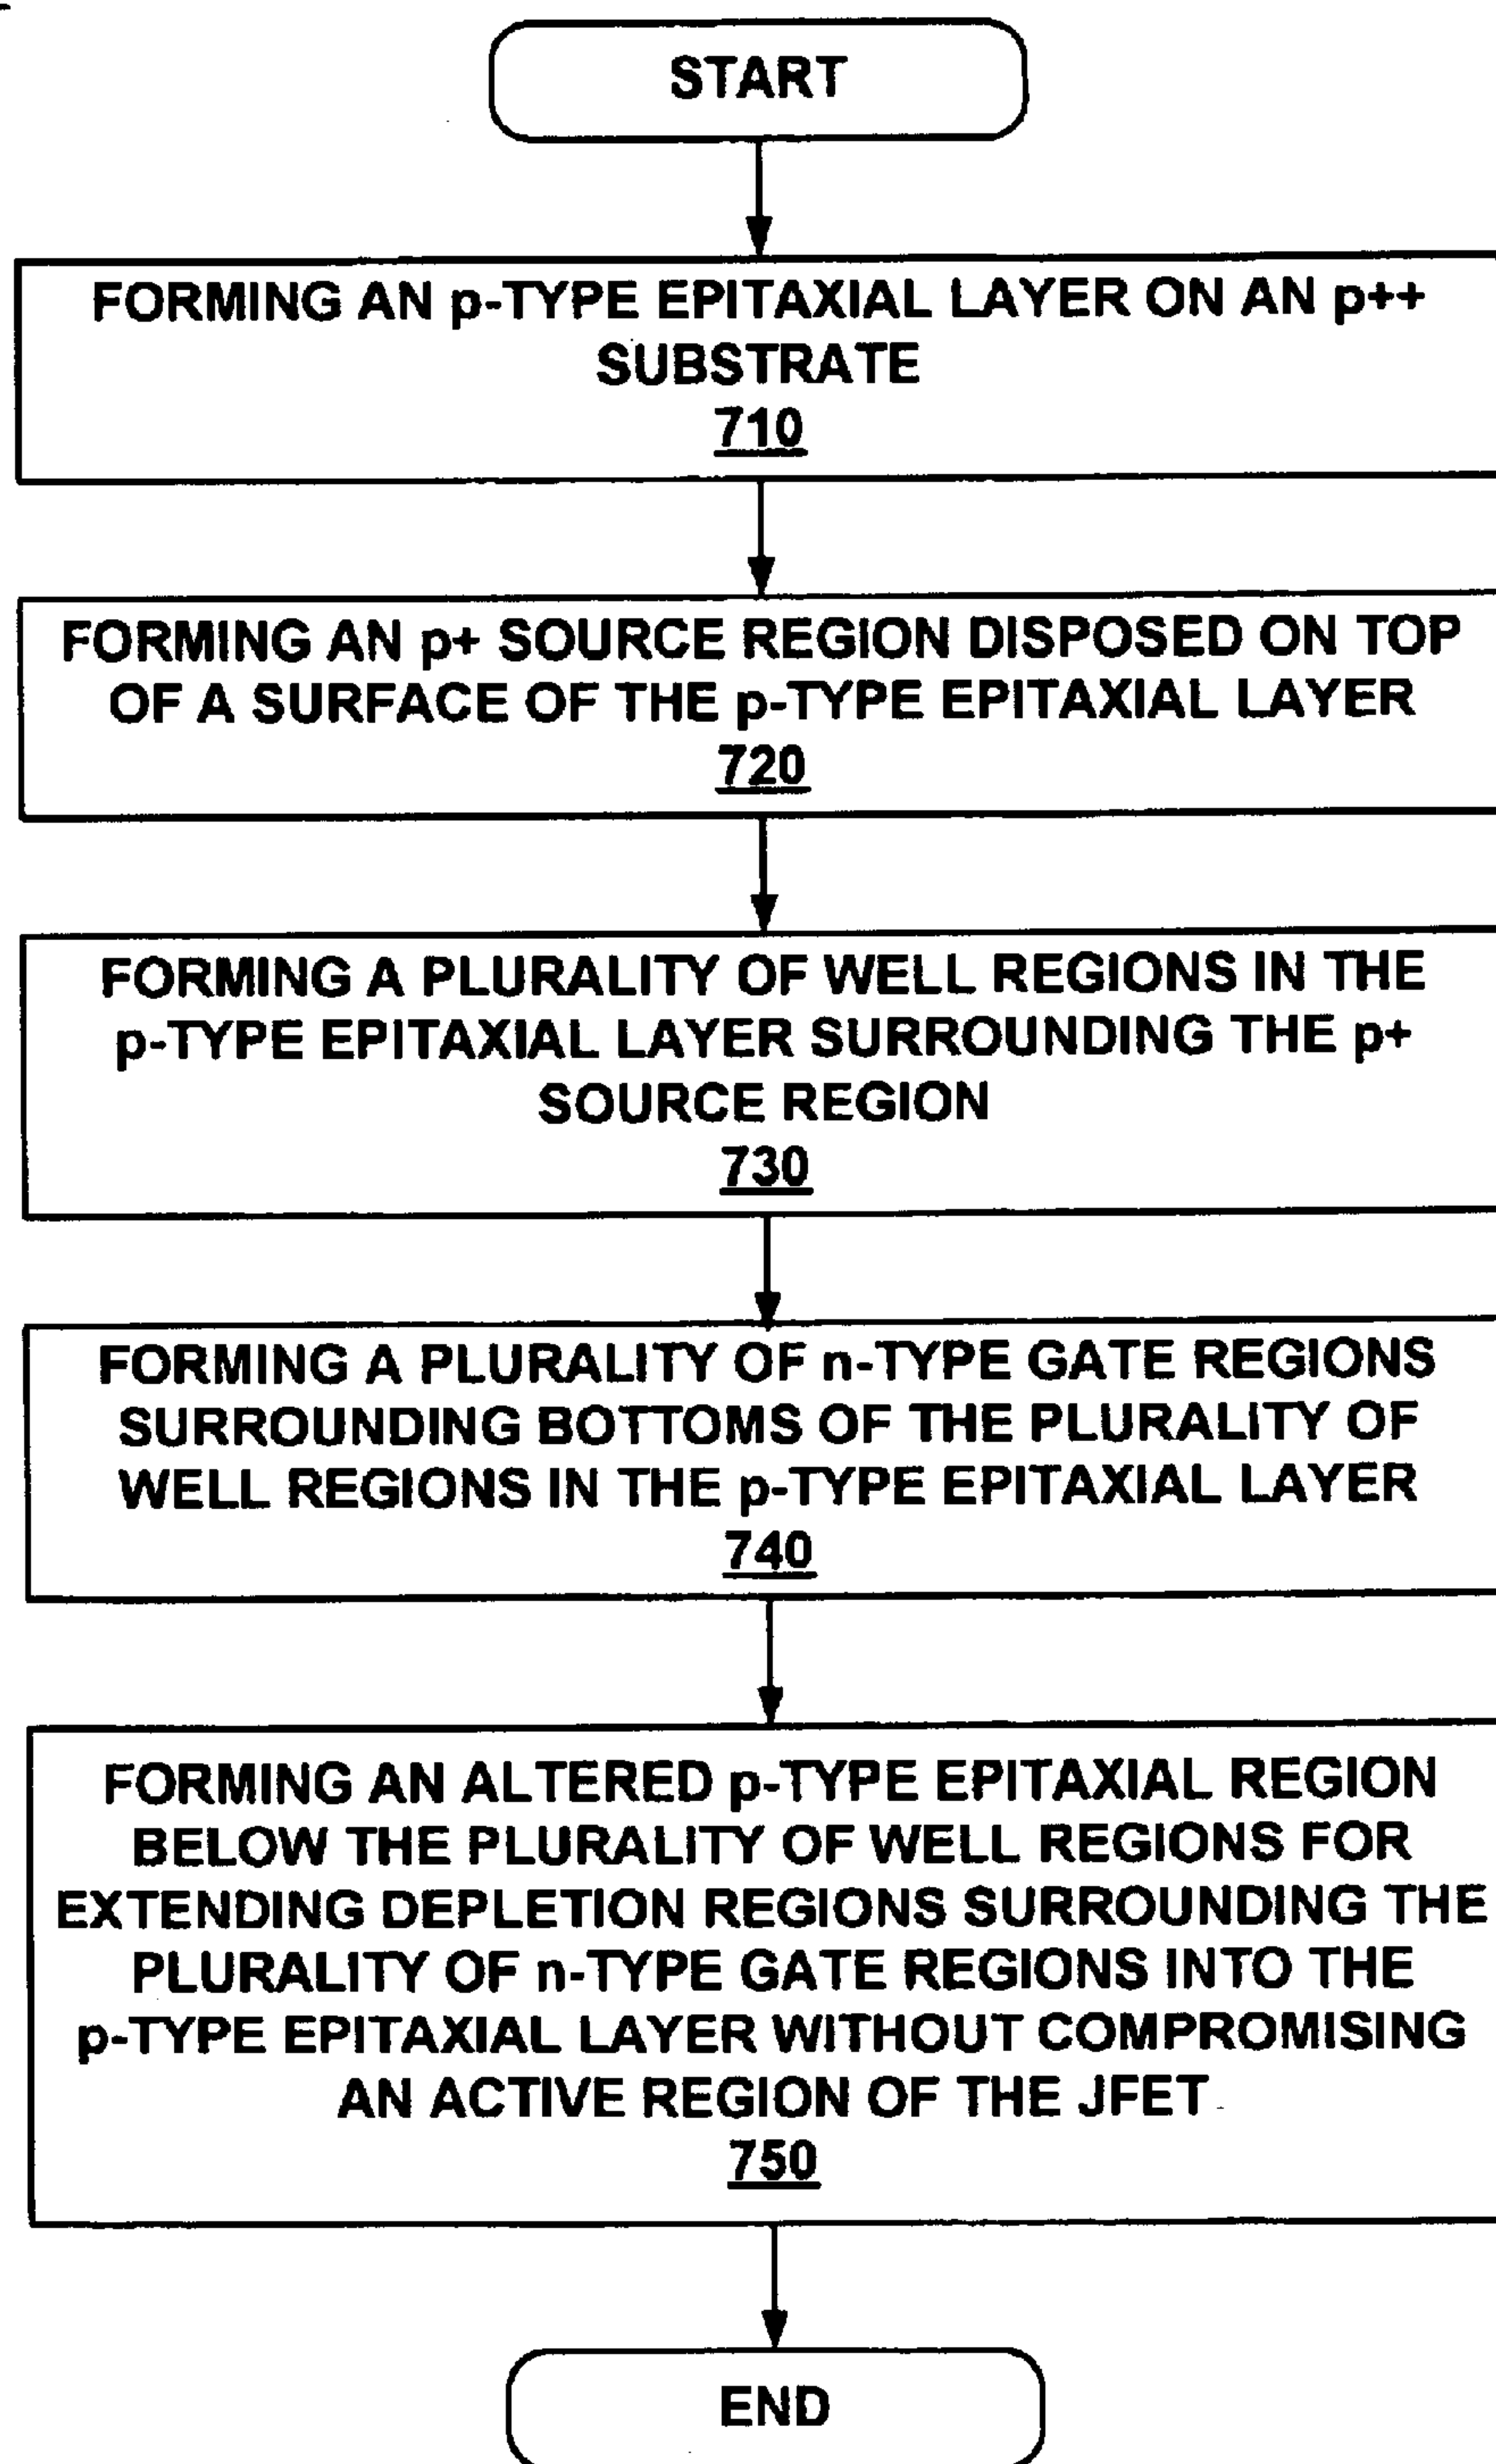 START
FORMING AN p-TYPE EPITAXIAL LAYER ON AN p++
SUBSTRATE
710
FORMING AN p+ SOURCE REGION DISPOSED ON TOP
OF A SURFACE OF THE p-TYPE EPITAXIAL LAYER
720
FORMING A PLURALITY OF WELL REGIONS IN THE
p-TYPE EPITAXIAL LAYER SURROUNDING THE p+
SOURCE REGION
730
FORMING A PLURALITY OF n-TYPE GATE REGIONS
SURROUNDING BOTTOMS OF THE PLURALITY OF
WELL REGIONS IN THE p-TYPE EPITAXIAL LAYER
740
FORMING AN ALTERED p-TYPE EPITAXIAL REGION
BELOW THE PLURALITY OF WELL REGIONS FOR
EXTENDING DEPLETION REGIONS SURROUNDING THE
PLURALITY OF n-TYPE GATE REGIONS INTO THE
p-TYPE EPITAXIAL LAYER WITHOUT COMPROMISING
AN ACTIVE REGION OF THE JFET
750
END